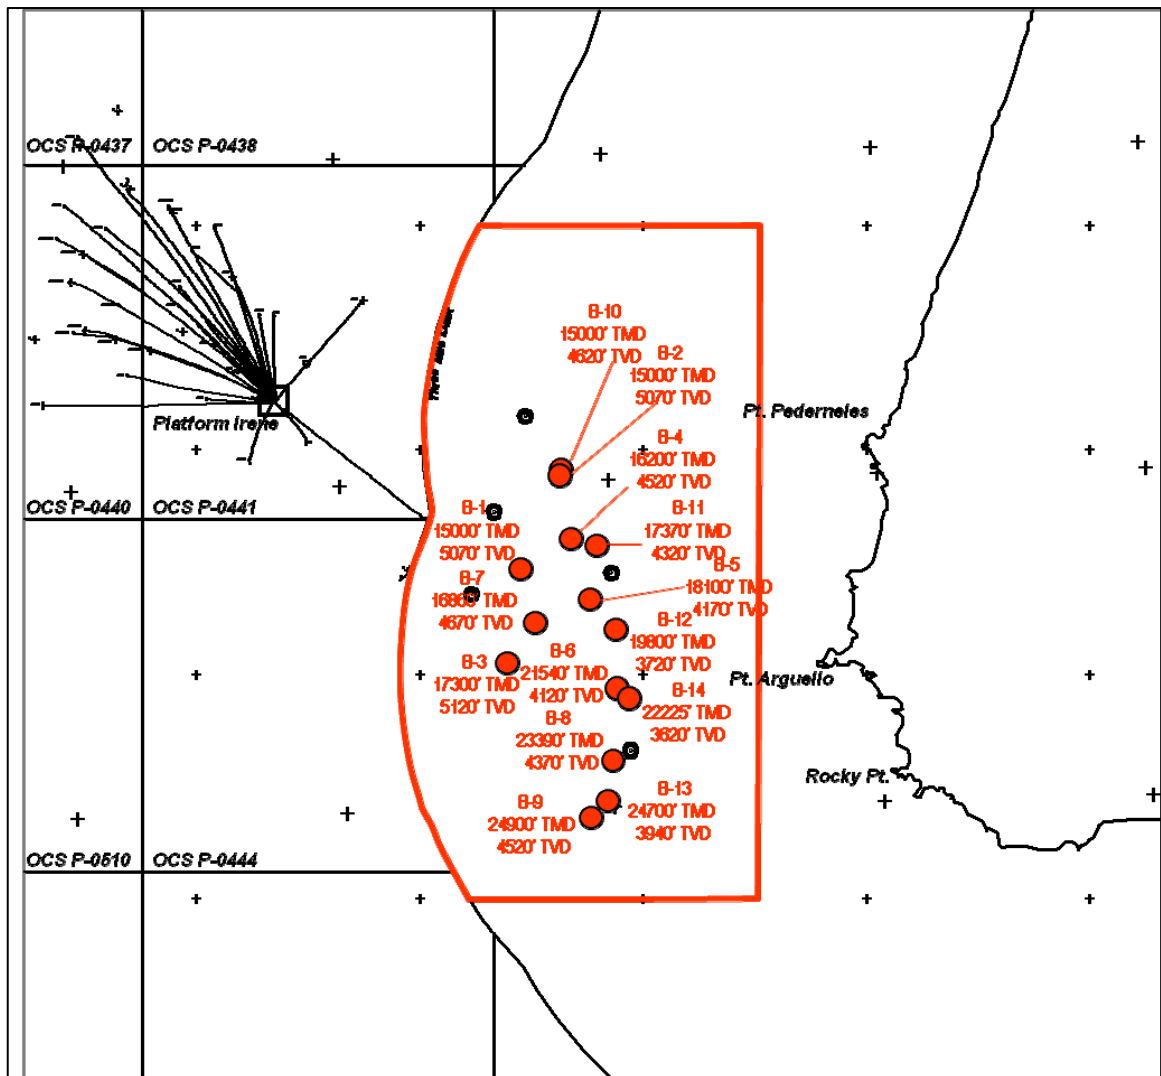 OCS P-0437
OCS P-0438
B-10
15000' TMD
4620' TVD
B-2
15000' TMD
5070' TVD
Pt. Pederneles
Platform Irene
B-4
16200' TMD
4520' TVD
OCS P-0440
OCS P-0441
B-1
15000' TMD
5070' TVD
B-11
17370' TMD
4320' TVD
B-5
18100' TMD
4170' TVD
B-7
16860' TMD
4670' TVD
B-12
19800' TMD
3720' TVD
B-6
21540' TMD
4120' TVD
B-3
17300' TMD
5120' TVD
Pt. Arguello
B-14
22225' TMD
3620' TVD
B-8
23390' TMD
4370' TVD
Rocky Pt.
B-9
24900' TMD
4520' TVD
B-13
24700' TMD
3940' TVD
OCS P-0510
OCS P-0444